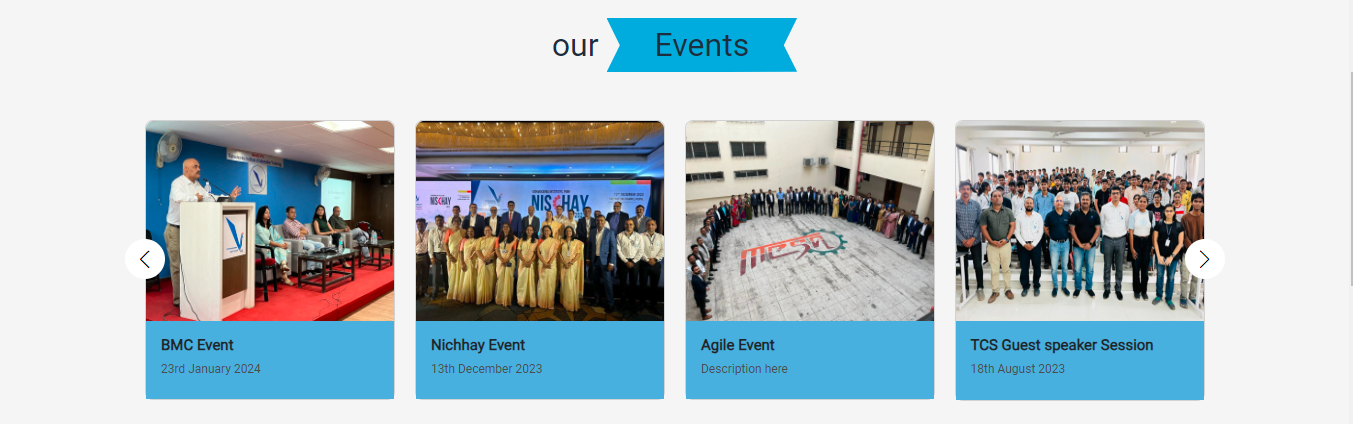 our Events
NISCHAY
MESA
BMC Event
23rd January 2024
Nichhay Event
13th December 2023
Agile Event
Description here
TCS Guest speaker Session
18th August 2023